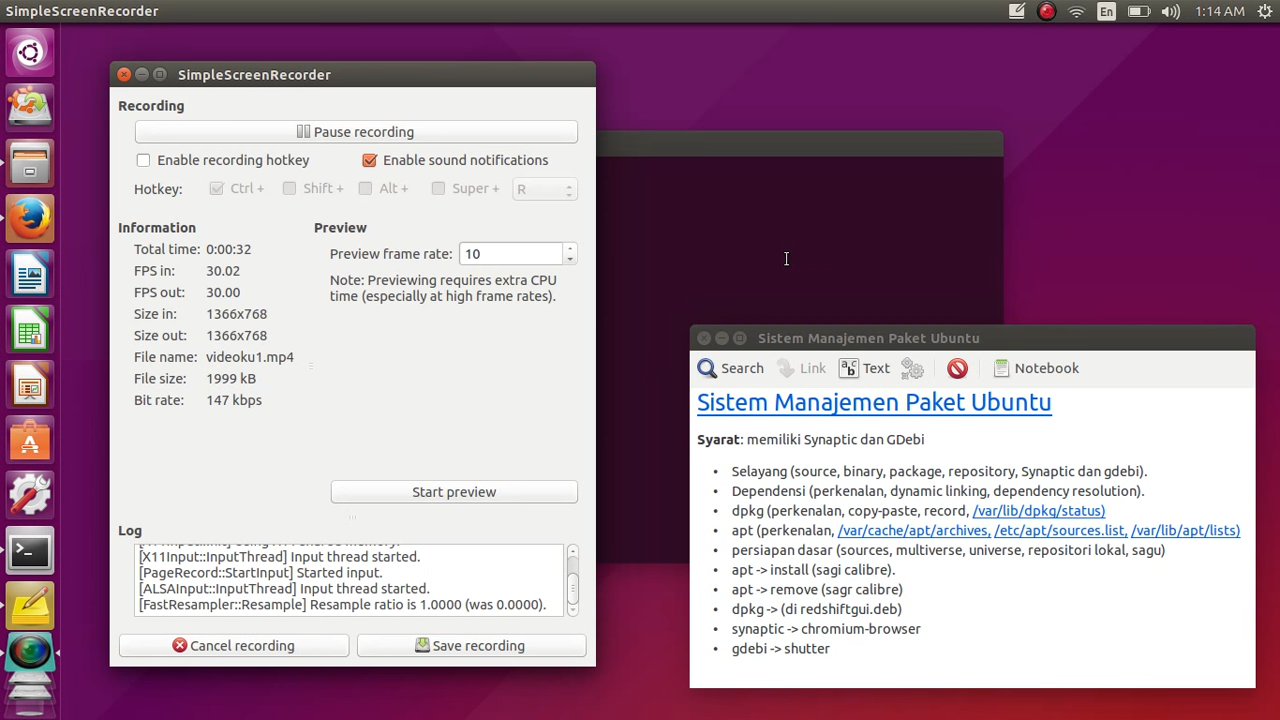 SimpleScreenRecorder
En
1:14 AM
SimpleScreenRecorder
Recording
Pause recording
Enable recording hotkey
Enable sound notifications
Hotkey: Ctrl + Shift + Alt + Super + R
Information
Total time: 0:00:32
FPS in: 30.02
FPS out: 30.00
Size in: 1366x768
Size out: 1366x768
File name: videoku1.mp4
File size: 1999 kB
Bit rate: 147 kbps
Preview
Preview frame rate: 10
Note: Previewing requires extra CPU
time (especially at high frame rates).
Start preview
Log
[X11Input::InputThread] Input thread started.
[PageRecord::StartInput] Started input.
[ALSAInput::InputThread] Input thread started.
[FastResampler::Resample] Resample ratio is 1.0000 (was 0.0000).
Cancel recording
Save recording
Sistem Manajemen Paket Ubuntu
Search Link Text Notebook
Sistem Manajemen Paket Ubuntu
Syarat: memiliki Synaptic dan GDebi
• Selayang (source, binary, package, repository, Synaptic dan gdebi).
• Dependensi (perkenalan, dynamic linking, dependency resolution).
• dpkg (perkenalan, copy-paste, record, /var/lib/dpkg/status)
• apt (perkenalan, /var/cache/apt/archives, /etc/apt/sources.list, /var/lib/apt/lists)
• persiapan dasar (sources, multiverse, universe, repositori lokal, sagu)
• apt -> install (sagi calibre).
• apt -> remove (sagr calibre)
• dpkg -> (di redshiftgui.deb)
• synaptic -> chromium-browser
• gdebi -> shutter